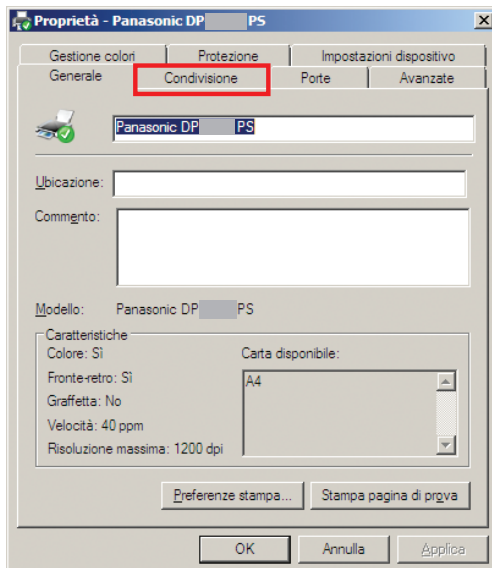 Proprietà - Panasonic DP PS
Gestione colori Protezione Impostazioni dispositivo
Generale Condivisione Porte Avanzate
Panasonic DP PS
Ubicazione:
Commento:
Modello: Panasonic DP PS
Caratteristiche
Colore: Sì Carta disponibile:
Fronte-retro: Sì A4
Graffetta: No
Velocità: 40 ppm
Risoluzione massima: 1200 dpi
Preferenze stampa... Stampa pagina di prova
OK Annulla Applica